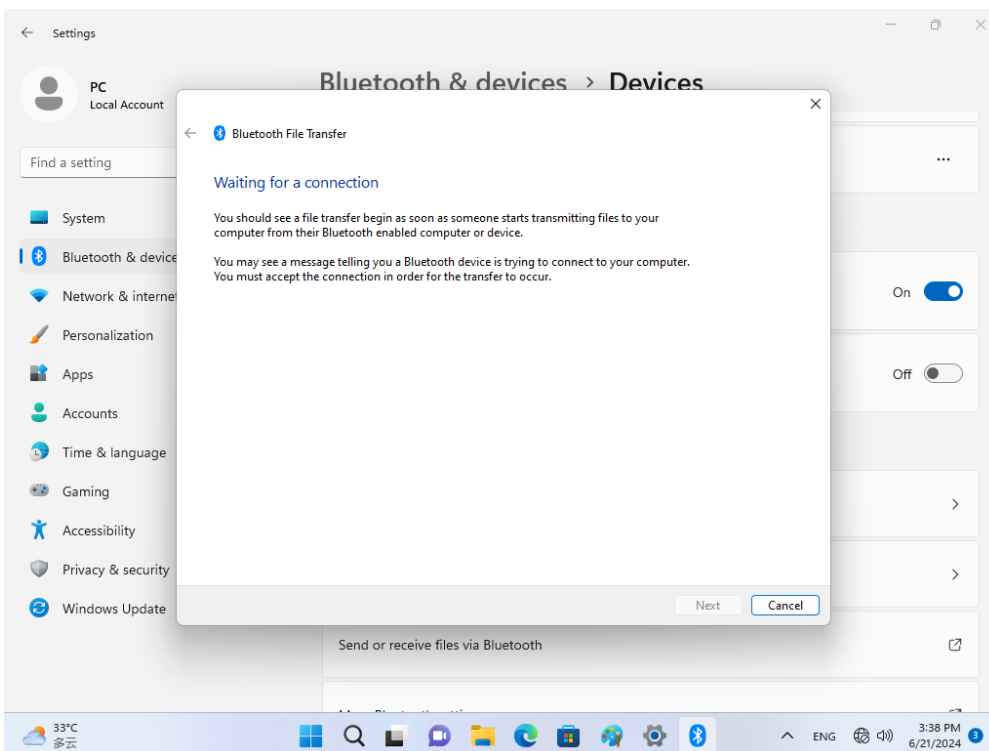 Settings
PC
Local Account
Bluetooth & devices > Devices
Find a setting
System
Bluetooth & device
Network & internet
Personalization
Apps
Accounts
Time & language
Gaming
Accessibility
Privacy & security
Windows Update
Bluetooth File Transfer
Waiting for a connection
You should see a file transfer begin as soon as someone starts transmitting files to your
computer from their Bluetooth enabled computer or device.
You may see a message telling you a Bluetooth device is trying to connect to your computer.
You must accept the connection in order for the transfer to occur.
Next
Cancel
On
Off
Send or receive files via Bluetooth
33°C
多云
ENG
3:38 PM
6/21/2024
3